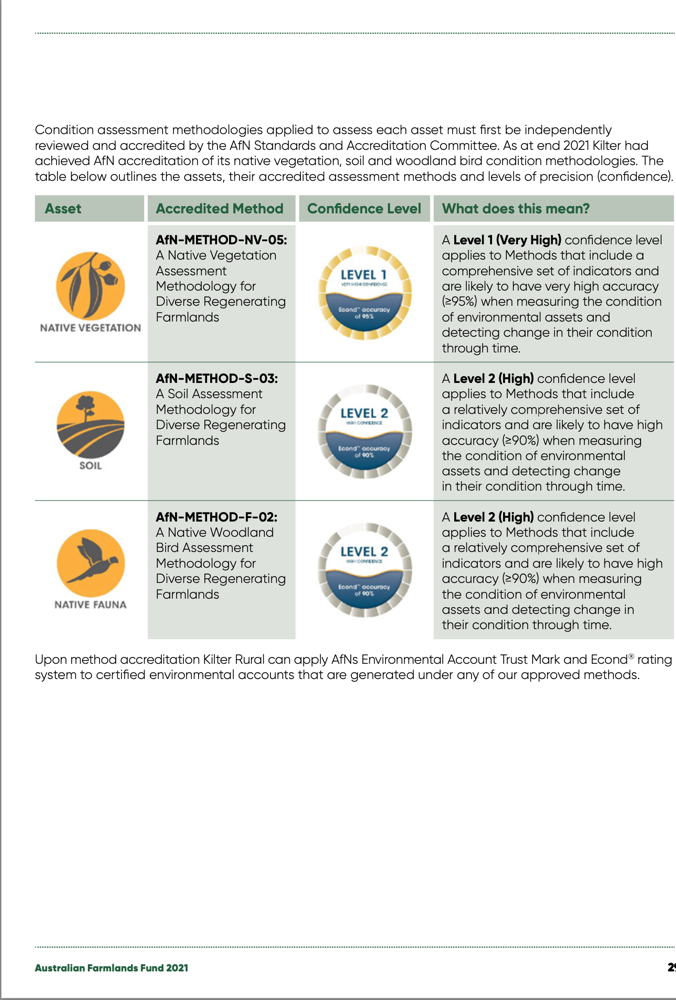 Condition assessment methodologies applied to assess each asset must first be independently
reviewed and accredited by the AfN Standards and Accreditation Committee. As at end 2021 Kilter had
achieved AfN accreditation of its native vegetation, soil and woodland bird condition methodologies. The
table below outlines the assets, their accredited assessment methods and levels of precision (confidence).
Asset
Accredited Method
Confidence Level
What does this mean?
NATIVE VEGETATION
AfN-METHOD-NV-05:
A Native Vegetation
Assessment
Methodology for
Diverse Regenerating
Farmlands
LEVEL 1
VERY HIGH CONFIDENCE
Econd™ accuracy
of 95%
A Level 1 (Very High) confidence level
applies to Methods that include a
comprehensive set of indicators and
are likely to have very high accuracy
(≥95%) when measuring the condition
of environmental assets and
detecting change in their condition
through time.
SOIL
AfN-METHOD-S-03:
A Soil Assessment
Methodology for
Diverse Regenerating
Farmlands
LEVEL 2
HIGH CONFIDENCE
Econd™ accuracy
of 90%
A Level 2 (High) confidence level
applies to Methods that include
a relatively comprehensive set of
indicators and are likely to have high
accuracy (≥90%) when measuring
the condition of environmental
assets and detecting change
in their condition through time.
NATIVE FAUNA
AfN-METHOD-F-02:
A Native Woodland
Bird Assessment
Methodology for
Diverse Regenerating
Farmlands
LEVEL 2
HIGH CONFIDENCE
Econd™ accuracy
of 90%
A Level 2 (High) confidence level
applies to Methods that include
a relatively comprehensive set of
indicators and are likely to have high
accuracy (≥90%) when measuring
the condition of environmental
assets and detecting change in
their condition through time.
Upon method accreditation Kilter Rural can apply AfNs Environmental Account Trust Mark and Econd® rating
system to certified environmental accounts that are generated under any of our approved methods.
Australian Farmlands Fund 2021
29